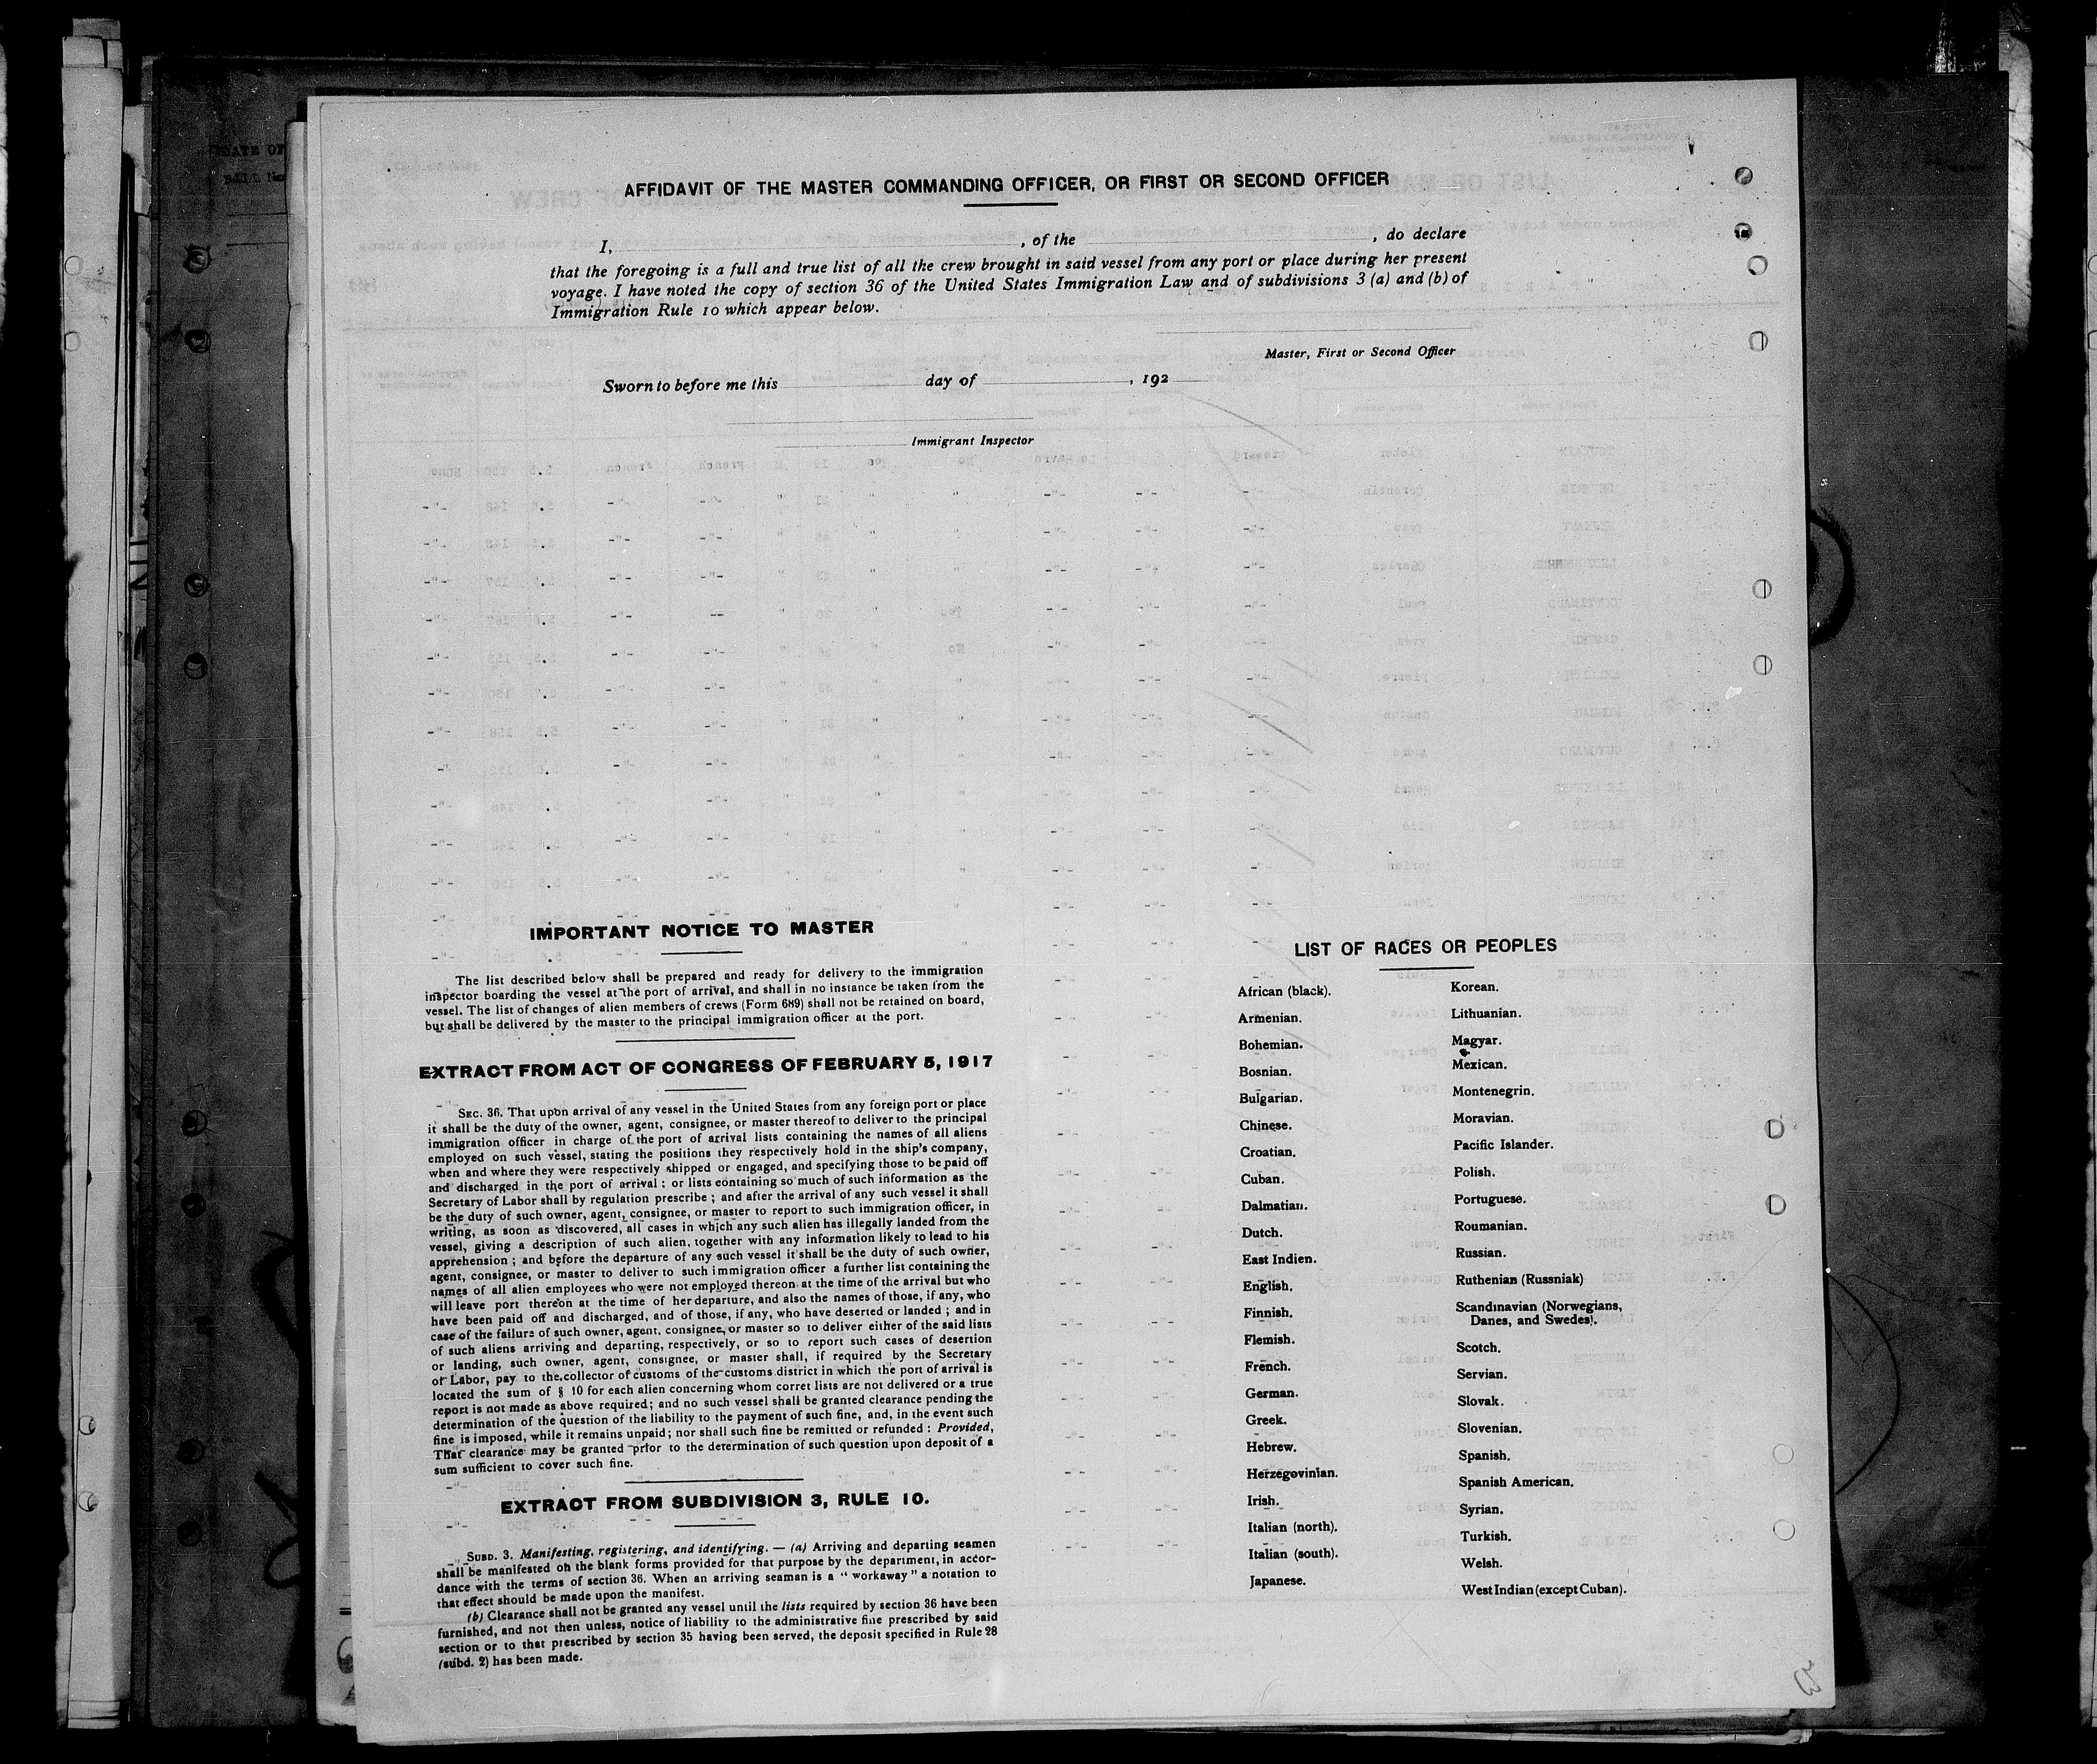 AFFIDAVIT OF THE MASTER COMMANDING OFFICER, OR FIRST OR SECOND OFFICER
I, , of the , do declare
that the foregoing is a full and true list of all the crew brought in said vessel from any port or place during her present
voyage. I have noted the copy of section 36 of the United States Immigration Law and of subdivisions 3 (a) and (b) of
Immigration Rule 10 which appear below.
Master, First or Second Officer
Sworn to before me this day of , 192
Immigrant Inspector
IMPORTANT NOTICE TO MASTER
The list described below shall be prepared and ready for delivery to the immigration
inspector boarding the vessel at the port of arrival, and shall in no instance be taken from the
vessel. The list of changes of alien members of crews (Form 689) shall not be retained on board,
but shall be delivered by the master to the principal immigration officer at the port.
EXTRACT FROM ACT OF CONGRESS OF FEBRUARY 5, 1917
SEC. 36. That upon arrival of any vessel in the United States from any foreign port or place
it shall be the duty of the owner, agent, consignee, or master thereof to deliver to the principal
immigration officer in charge of the port of arrival lists containing the names of all aliens
employed on such vessel, stating the positions they respectively hold in the ship's company,
when and where they were respectively shipped or engaged, and specifying those to be paid off
and discharged in the port of arrival : or lists containing so much of such information as the
Secretary of Labor shall by regulation prescribe ; and after the arrival of any such vessel it shall
be the duty of such owner, agent, consignee, or master to report to such immigration officer, in
writing, as soon as discovered, all cases in which any such alien has illegally landed from the
vessel, giving a description of such alien, together with any information likely to lead to his
apprehension ; and before the departure of any such vessel it shall be the duty of such owner,
agent, consignee, or master to deliver to such immigration officer a further list containing the
names of all alien employees who were not employed thereon at the time of the arrival but who
will leave port thereon at the time of her departure, and also the names of those, if any, who
have been paid off and discharged, and of those, if any, who have deserted or landed ; and in
case of the failure of such owner, agent, consignee, or master so to deliver either of the said lists
of such aliens arriving and departing, respectively, or so to report such cases of desertion
or landing, such owner, agent, consignee, or master shall, if required by the Secretary
of Labor, pay to the collector of customs of the customs district in which the port of arrival is
located the sum of § 10 for each alien concerning whom corret lists are not delivered or a true
report is not made as above required; and no such vessel shall be granted clearance pending the
determination of the question of the liability to the payment of such fine, and, in the event such
fine is imposed, while it remains unpaid; nor shall such fine be remitted or refunded : Provided,
That clearance may be granted prior to the determination of such question upon deposit of a
sum sufficient to cover such fine.
EXTRACT FROM SUBDIVISION 3, RULE 10.
SUBD. 3. Manifesting, registering, and identifying. — (a) Arriving and departing seamen
shall be manifested on the blank forms provided for that purpose by the department, in accor-
dance with the terms of section 36. When an arriving seaman is a " workaway " a notation to
that effect should be made upon the manifest.
(b) Clearance shall not be granted any vessel until the lists required by section 36 have been
furnished, and not then unless, notice of liability to the administrative fine prescribed by said
section or to that prescribed by section 35 having been served, the deposit specified in Rule 28
(subd. 2) has been made.
LIST OF RACES OR PEOPLES
African (black).
Armenian.
Bohemian.
Bosnian.
Bulgarian.
Chinese.
Croatian.
Cuban.
Dalmatian.
Dutch.
East Indien.
English.
Finnish.
Flemish.
French.
German.
Greek.
Hebrew.
Herzegovinian.
Irish.
Italian (north).
Italian (south).
Japanese.
Korean.
Lithuanian.
Magyar.
Mexican.
Montenegrin.
Moravian.
Pacific Islander.
Polish.
Portuguese.
Roumanian.
Russian.
Ruthenian (Russniak)
Scandinavian (Norwegians,
Danes, and Swedes).
Scotch.
Servian.
Slovak.
Slovenian.
Spanish.
Spanish American.
Syrian.
Turkish.
Welsh.
West Indian (except Cuban).